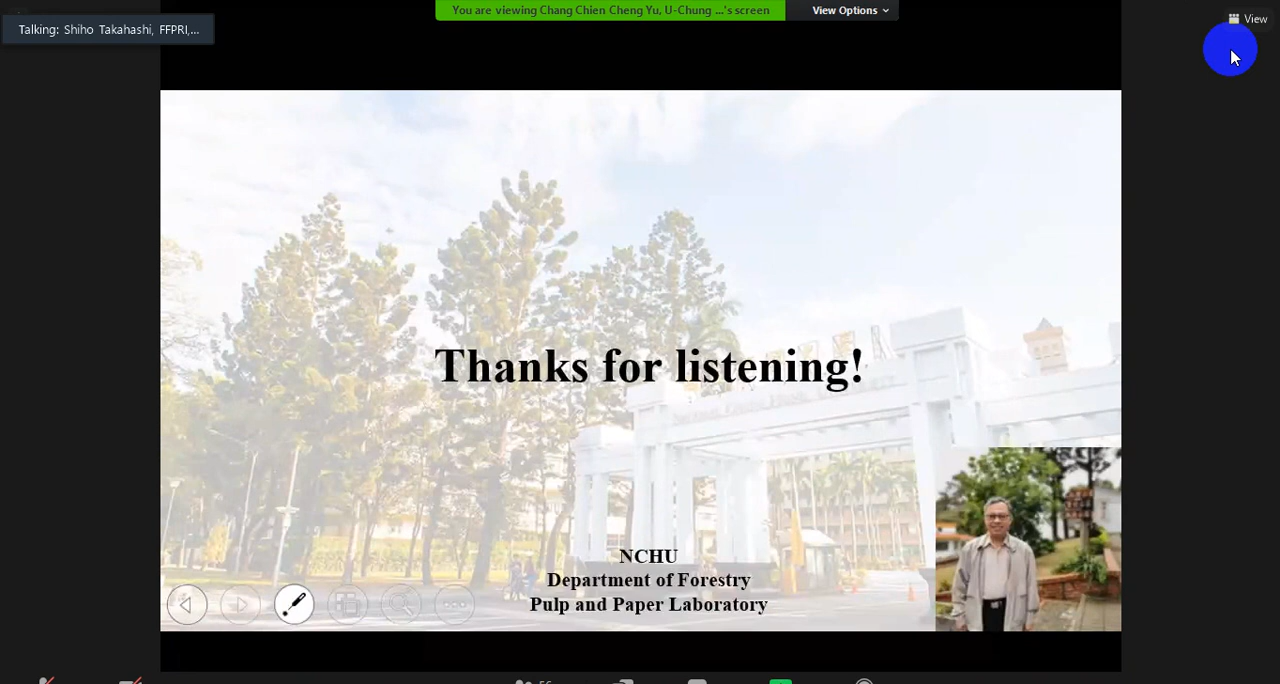 You are viewing Chang Chien Cheng Yu, U-Chung ...'s screen
View Options
View
Talking: Shiho Takahashi, FFPRI,...
Thanks for listening!
NCHU
Department of Forestry
Pulp and Paper Laboratory